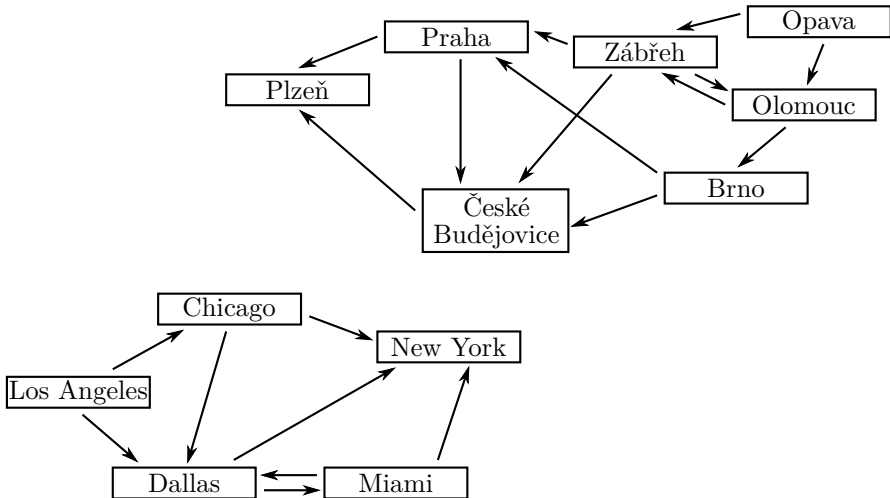 Opava
Praha
Zábřeh
Plzeň
Olomouc
Brno
České
Budějovice
Chicago
New York
Los Angeles
Dallas
Miami